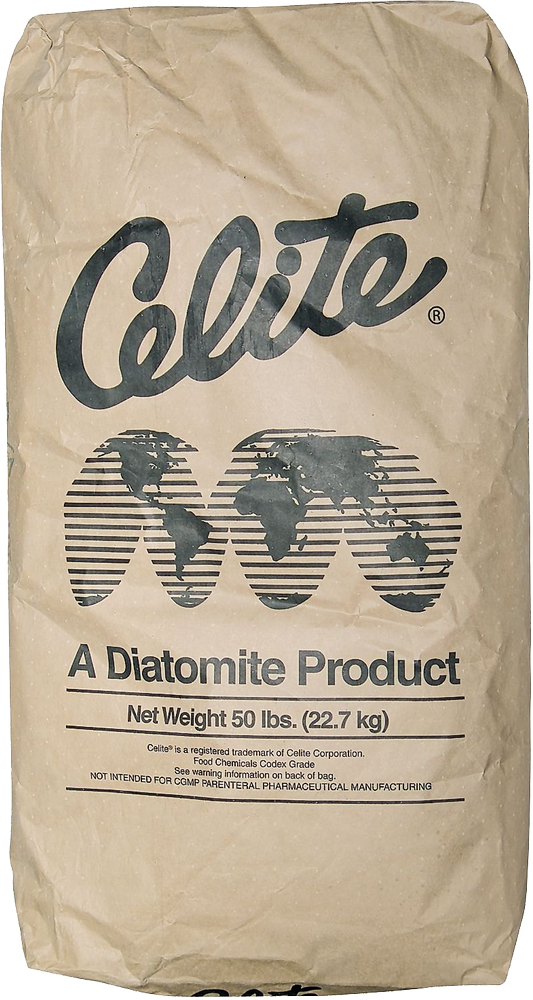 Celite®
A Diatomite Product
Net Weight 50 lbs. (22.7 kg)
Celite® is a registered trademark of Celite Corporation.
Food Chemicals Codex Grade
See warning information on back of bag.
NOT INTENDED FOR CGMP PARENTERAL PHARMACEUTICAL MANUFACTURING